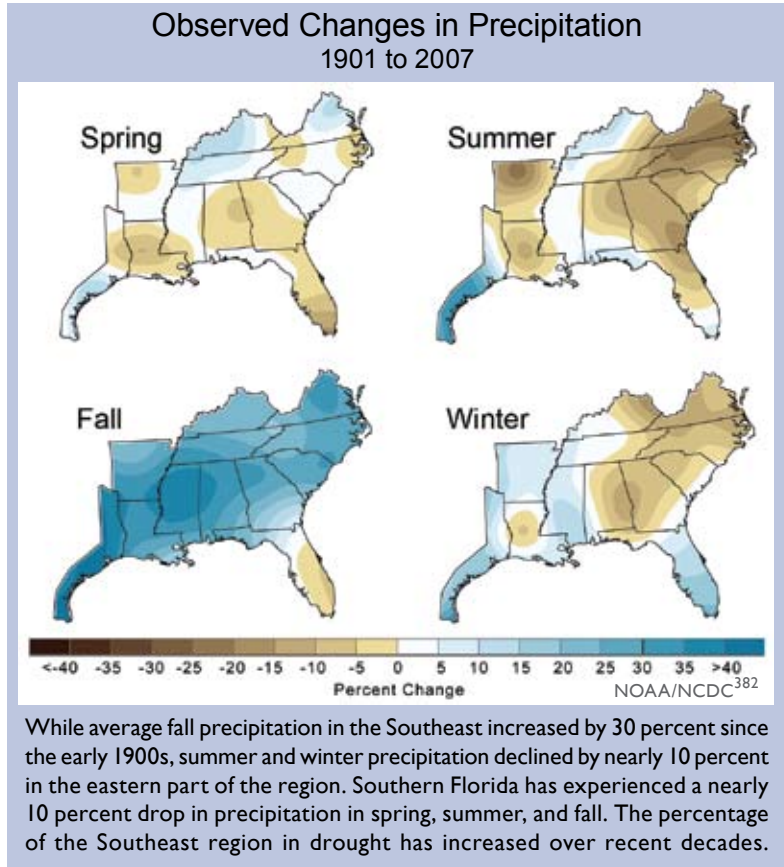 Observed Changes in Precipitation
1901 to 2007
Spring
Summer
Fall
Winter
<-40 -35 -30 -25 -20 -15 -10 -5 0 5 10 15 20 25 30 35 >40
Percent Change
NOAA/NCDC382
While average fall precipitation in the Southeast increased by 30 percent since
the early 1900s, summer and winter precipitation declined by nearly 10 percent
in the eastern part of the region. Southern Florida has experienced a nearly
10 percent drop in precipitation in spring, summer, and fall. The percentage
of the Southeast region in drought has increased over recent decades.